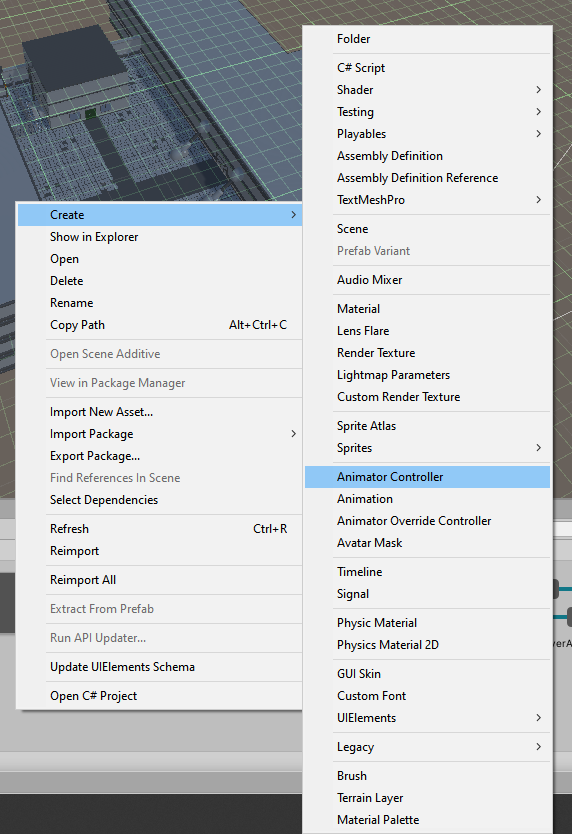 Create
Show in Explorer
Open
Delete
Rename
Copy Path Alt+Ctrl+C
Open Scene Additive
View in Package Manager
Import New Asset...
Import Package
Export Package...
Find References In Scene
Select Dependencies
Refresh Ctrl+R
Reimport
Reimport All
Extract From Prefab
Run API Updater...
Update UIElements Schema
Open C# Project
Folder
C# Script
Shader
Testing
Playables
Assembly Definition
Assembly Definition Reference
TextMeshPro
Scene
Prefab Variant
Audio Mixer
Material
Lens Flare
Render Texture
Lightmap Parameters
Custom Render Texture
Sprite Atlas
Sprites
Animator Controller
Animation
Animator Override Controller
Avatar Mask
Timeline
Signal
Physic Material
Physics Material 2D
GUI Skin
Custom Font
UIElements
Legacy
Brush
Terrain Layer
Material Palette